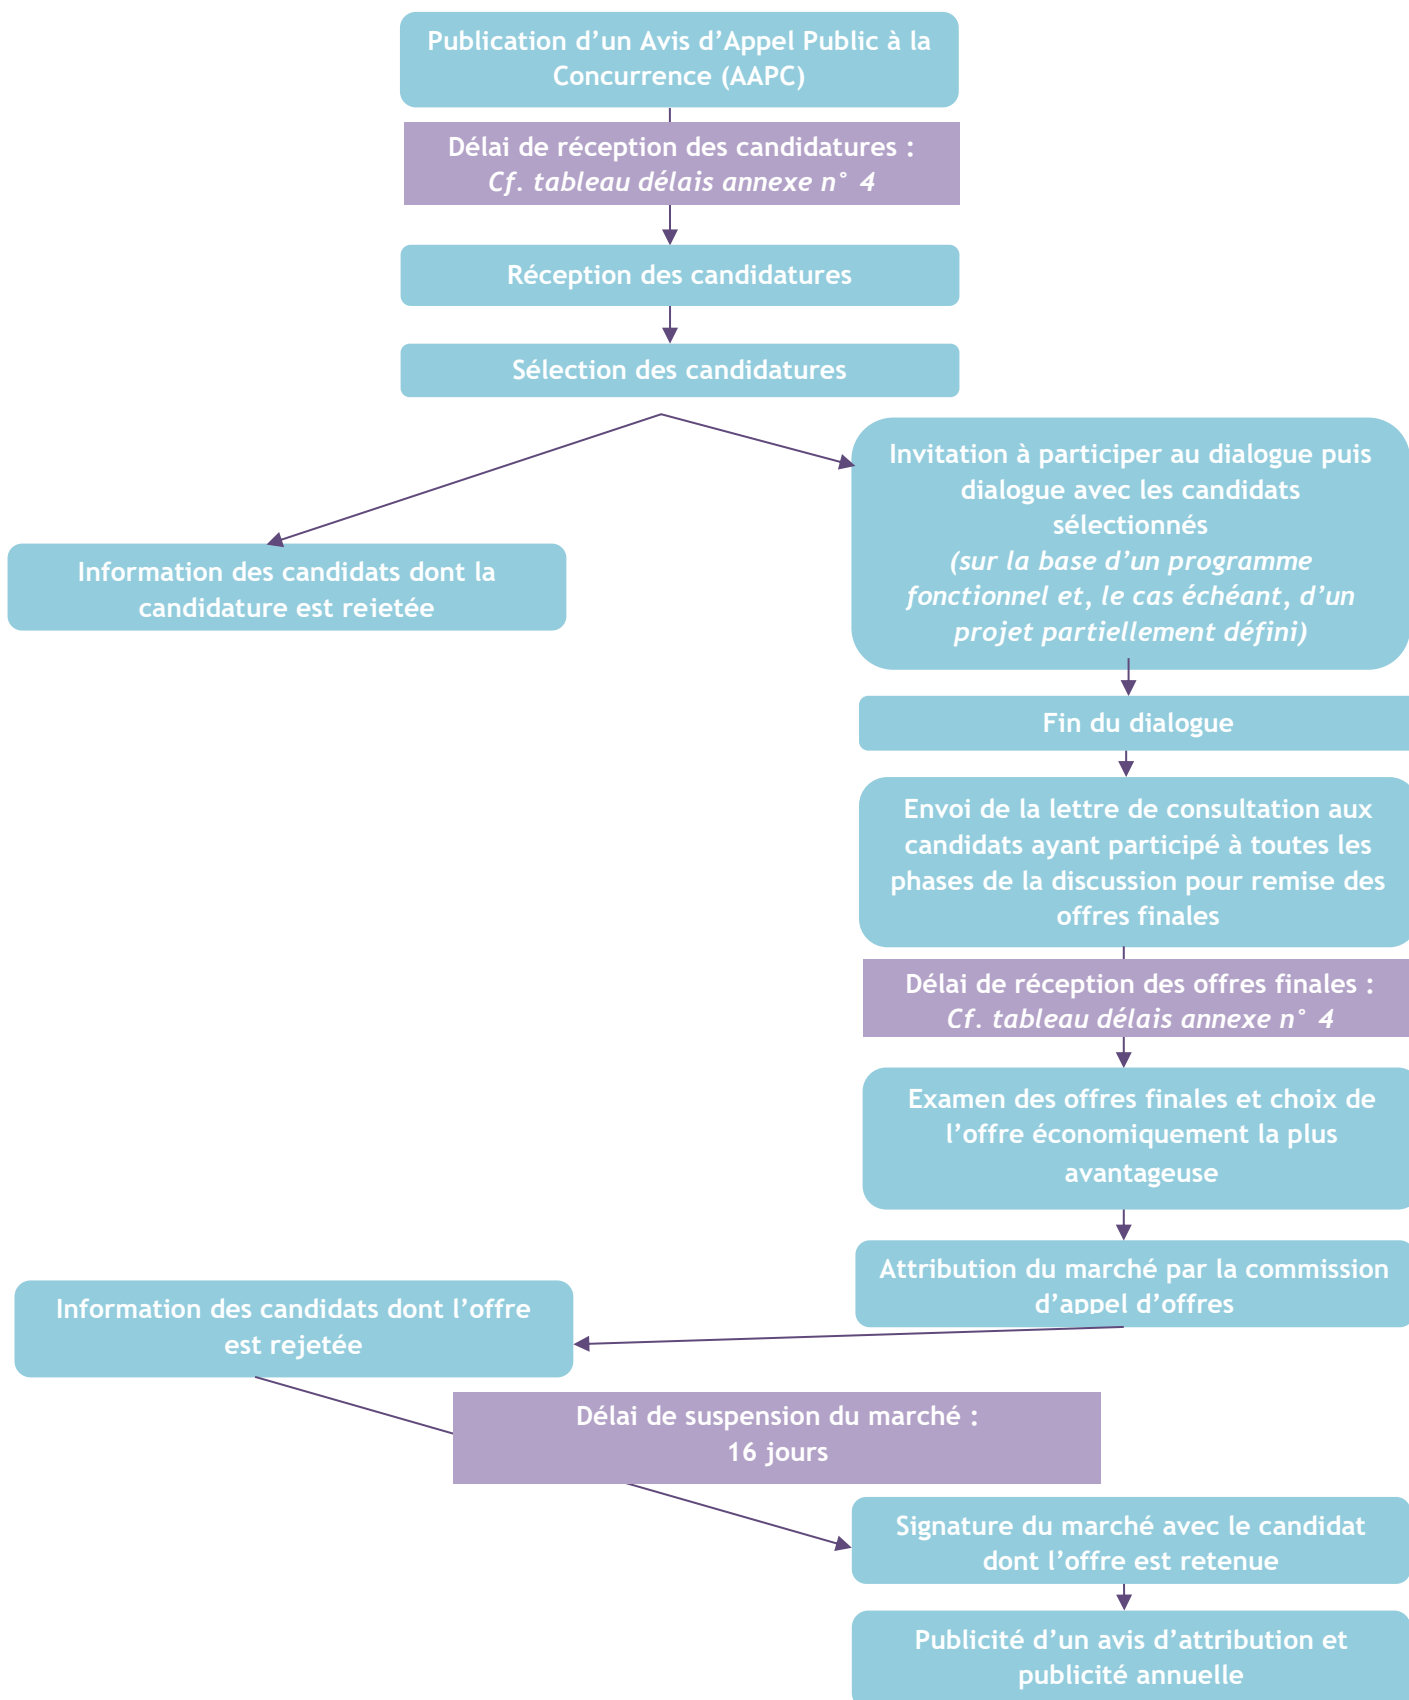 Publication d’un Avis d’Appel Public à la
Concurrence (AAPC)
Délai de réception des candidatures :
Cf. tableau délais annexe n° 4
Réception des candidatures
Sélection des candidatures
Invitation à participer au dialogue puis
dialogue avec les candidats
sélectionnés
(sur la base d’un programme
fonctionnel et, le cas échéant, d’un
projet partiellement défini)
Information des candidats dont la
candidature est rejetée
Fin du dialogue
Envoi de la lettre de consultation aux
candidats ayant participé à toutes les
phases de la discussion pour remise des
offres finales
Délai de réception des offres finales :
Cf. tableau délais annexe n° 4
Examen des offres finales et choix de
l’offre économiquement la plus
avantageuse
Attribution du marché par la commission
d’appel d’offres
Information des candidats dont l’offre
est rejetée
Délai de suspension du marché :
16 jours
Signature du marché avec le candidat
dont l’offre est retenue
Publicité d’un avis d’attribution et
publicité annuelle